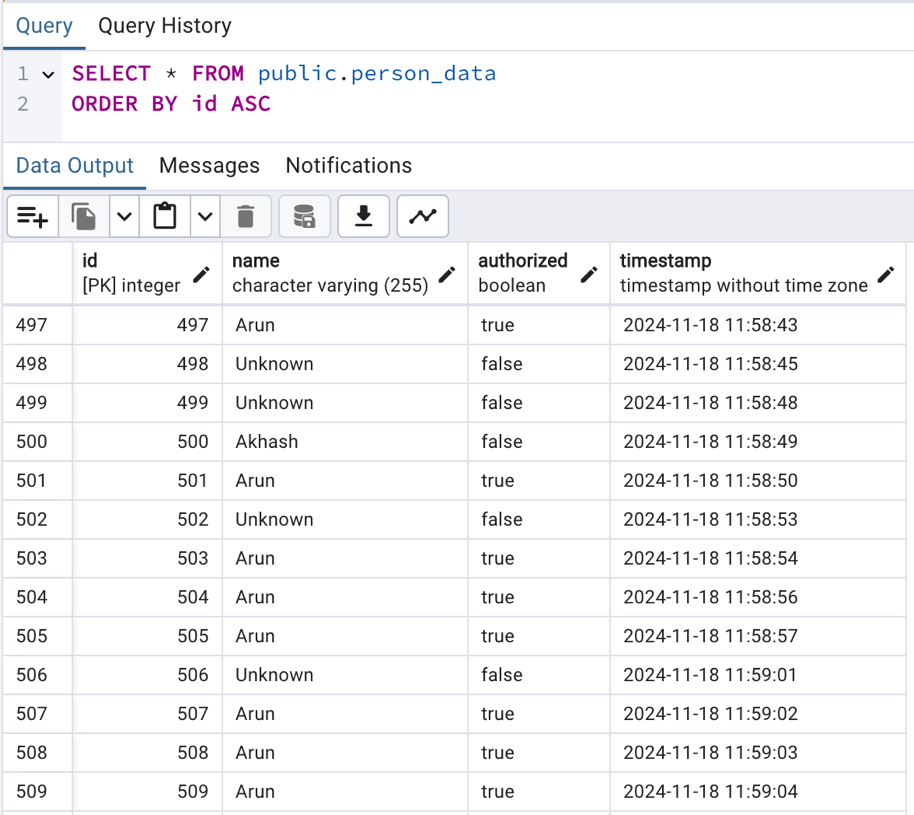 Query Query History
1 SELECT * FROM public.person_data
2 ORDER BY id ASC
Data Output Messages Notifications
id name authorized timestamp
[PK] integer character varying (255) boolean timestamp without time zone
497 497 Arun true 2024-11-18 11:58:43
498 498 Unknown false 2024-11-18 11:58:45
499 499 Unknown false 2024-11-18 11:58:48
500 500 Akhash false 2024-11-18 11:58:49
501 501 Arun true 2024-11-18 11:58:50
502 502 Unknown false 2024-11-18 11:58:53
503 503 Arun true 2024-11-18 11:58:54
504 504 Arun true 2024-11-18 11:58:56
505 505 Arun true 2024-11-18 11:58:57
506 506 Unknown false 2024-11-18 11:59:01
507 507 Arun true 2024-11-18 11:59:02
508 508 Arun true 2024-11-18 11:59:03
509 509 Arun true 2024-11-18 11:59:04